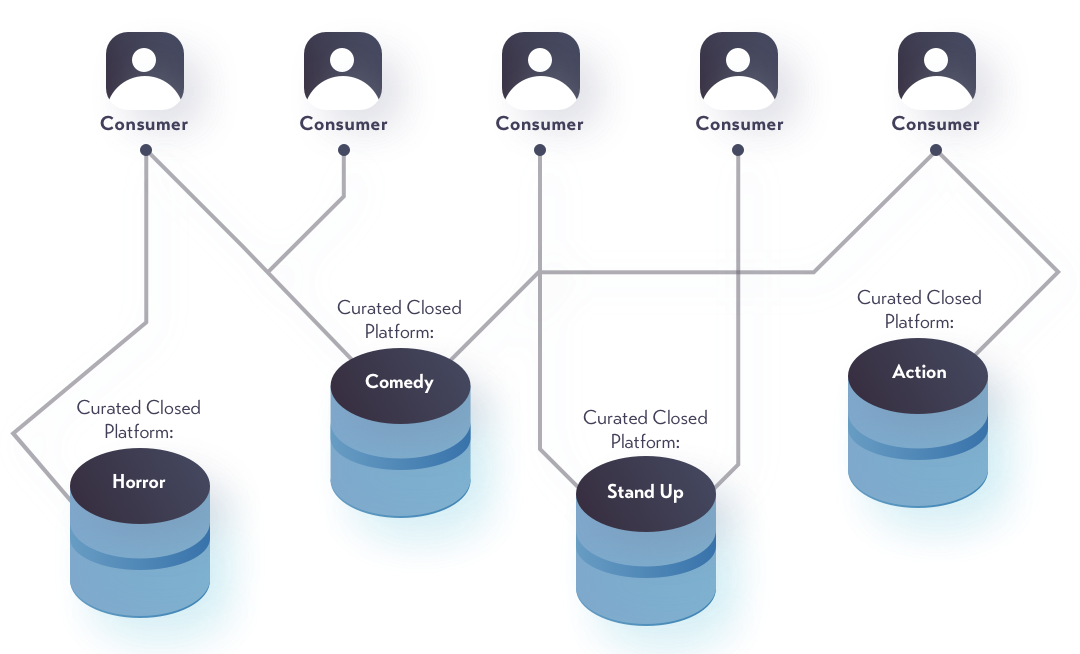 Consumer
Consumer
Consumer
Consumer
Consumer
Curated Closed
Platform:
Comedy
Curated Closed
Platform:
Action
Curated Closed
Platform:
Horror
Curated Closed
Platform:
Stand Up